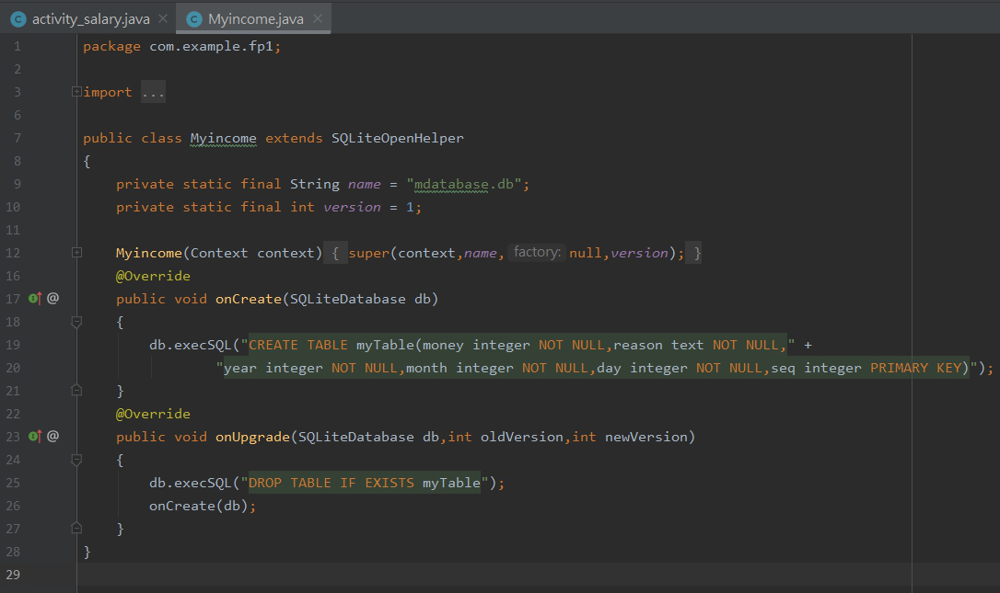 activity_salary.java
Myincome.java
1 package com.example.fp1;
2
3 import ...
6
7 public class Myincome extends SQLiteOpenHelper
8 {
9 private static final String name = "mdatabase.db";
10 private static final int version = 1;
11
12 Myincome(Context context) { super(context,name, factory: null,version); }
16 @Override
17 @ public void onCreate(SQLiteDatabase db)
18 {
19 db.execSQL("CREATE TABLE myTable(money integer NOT NULL,reason text NOT NULL," +
20 "year integer NOT NULL,month integer NOT NULL,day integer NOT NULL,seq integer PRIMARY KEY)");
21 }
22 @Override
23 @ public void onUpgrade(SQLiteDatabase db,int oldVersion,int newVersion)
24 {
25 db.execSQL("DROP TABLE IF EXISTS myTable");
26 onCreate(db);
27 }
28 }
29